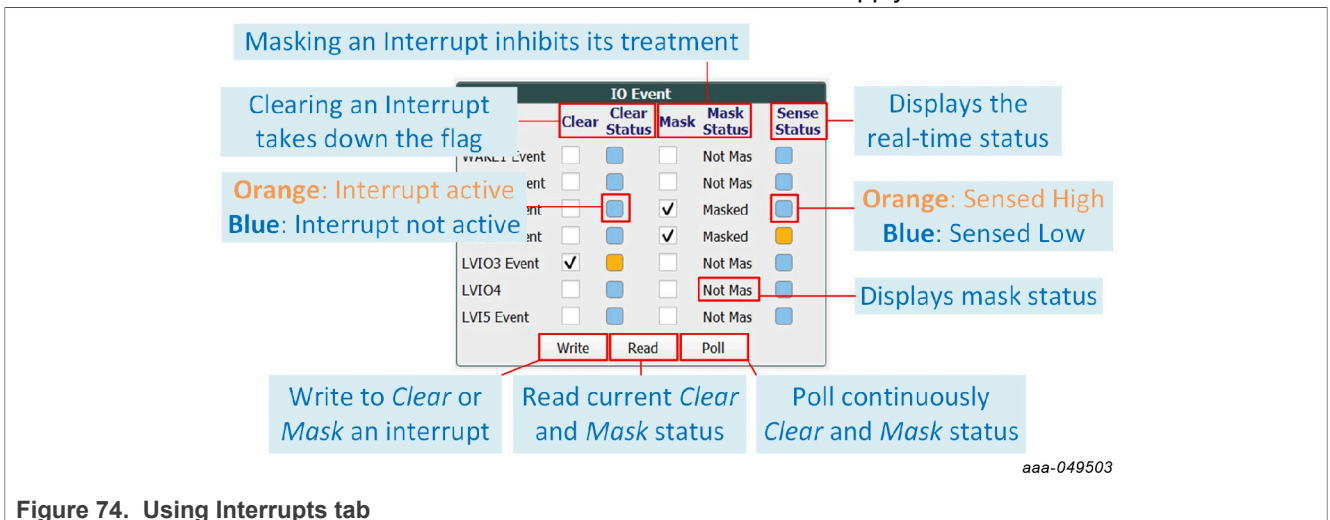 Masking an Interrupt inhibits its treatment
IO Event
Clear Clear Status Mask Mask Status Sense Status
Clearing an Interrupt
takes down the flag
Displays the
real-time status
Event Not Mas
ent Not Mas
Orange: Interrupt active
Blue: Interrupt not active
ent Masked
ent Masked
Orange: Sensed High
Blue: Sensed Low
LVIO3 Event Not Mas
LVIO4 Not Mas
Displays mask status
LVI5 Event Not Mas
Write Read Poll
Write to Clear or
Mask an interrupt
Read current Clear
and Mask status
Poll continuously
Clear and Mask status
aaa-049503
Figure 74. Using Interrupts tab